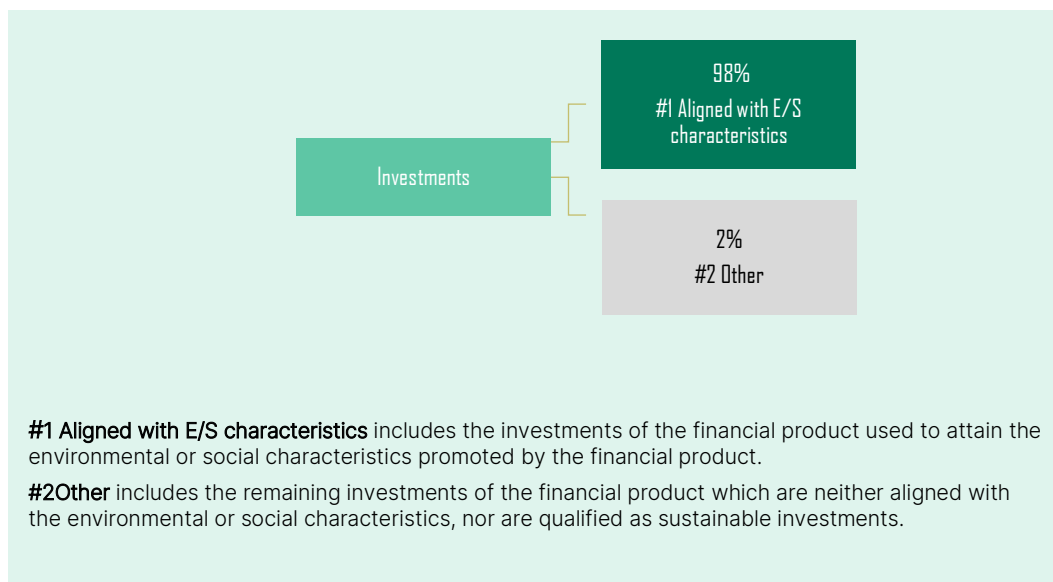 98%
#1 Aligned with E/S
characteristics
Investments
2%
#2 Other
#1 Aligned with E/S characteristics includes the investments of the financial product used to attain the
environmental or social characteristics promoted by the financial product.
#2Other includes the remaining investments of the financial product which are neither aligned with
the environmental or social characteristics, nor are qualified as sustainable investments.